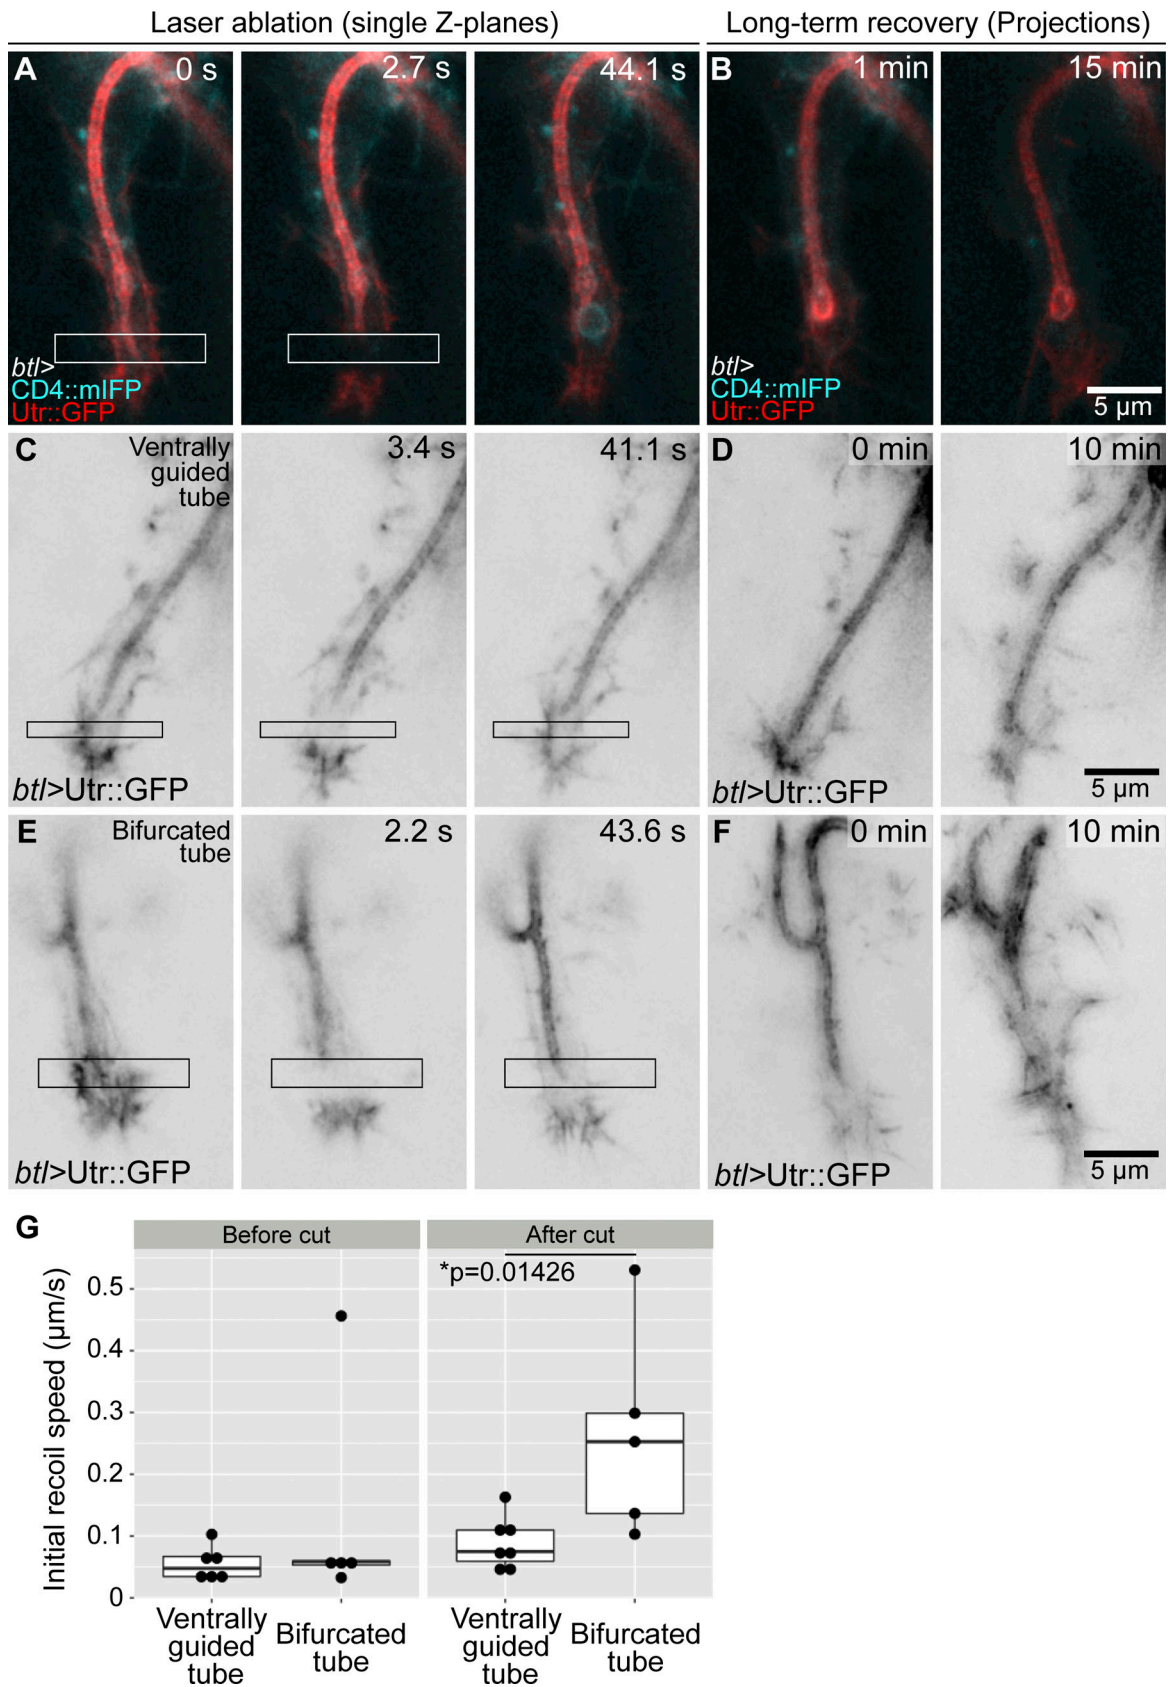 Laser ablation (single Z-planes)
Long-term recovery (Projections)
A
0 s
2.7 s
44.1 s
B
1 min
15 min
btl>
CD4::mIFP
Utr::GFP
btl>
CD4::mIFP
Utr::GFP
5 µm
C
Ventrally
guided
tube
3.4 s
41.1 s
D
0 min
10 min
btl>Utr::GFP
btl>Utr::GFP
5 µm
E
Bifurcated
tube
2.2 s
43.6 s
F
0 min
10 min
btl>Utr::GFP
btl>Utr::GFP
5 µm
G
Before cut
After cut
*p=0.01426
Initial recoil speed (µm/s)
0.5
0.4
0.3
0.2
0.1
0
Ventrally
guided
tube
Bifurcated
tube
Ventrally
guided
tube
Bifurcated
tube